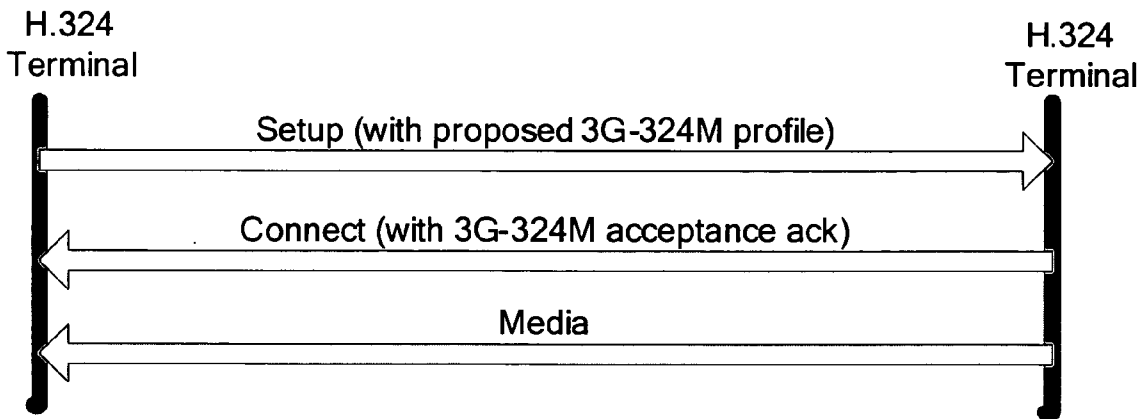 H.324
Terminal
H.324
Terminal
Setup (with proposed 3G-324M profile)
Connect (with 3G-324M acceptance ack)
Media